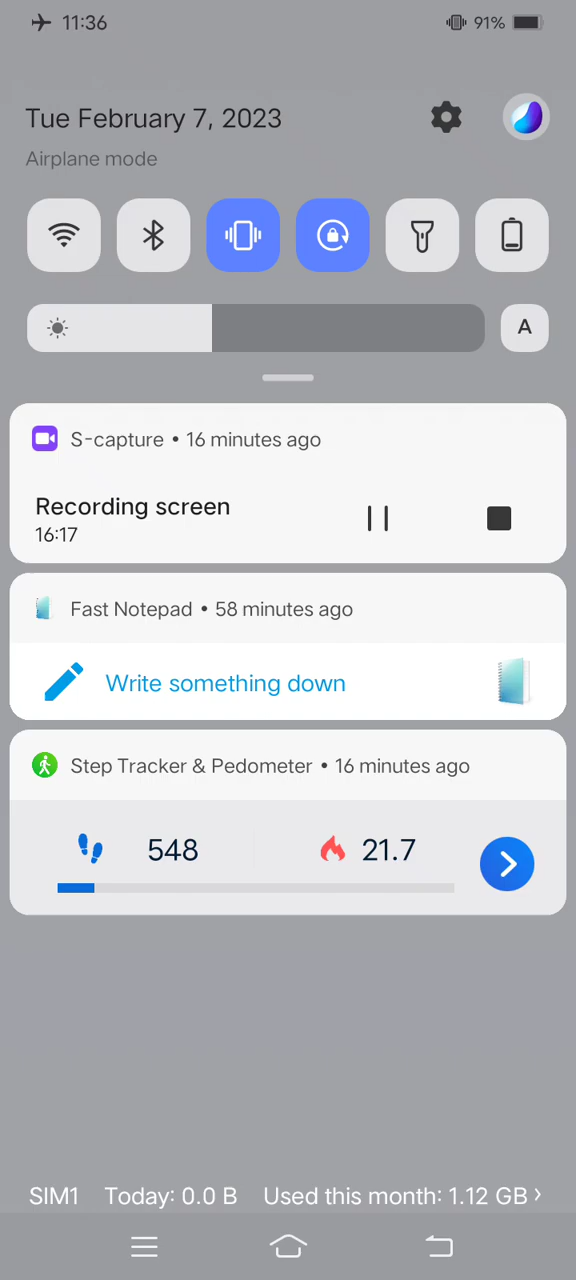 11:36
91%
Tue February 7, 2023
Airplane mode
A
S-capture • 16 minutes ago
Recording screen
16:17
Fast Notepad • 58 minutes ago
Write something down
Step Tracker & Pedometer • 16 minutes ago
548 21.7
SIM1 Today: 0.0 B Used this month: 1.12 GB ›